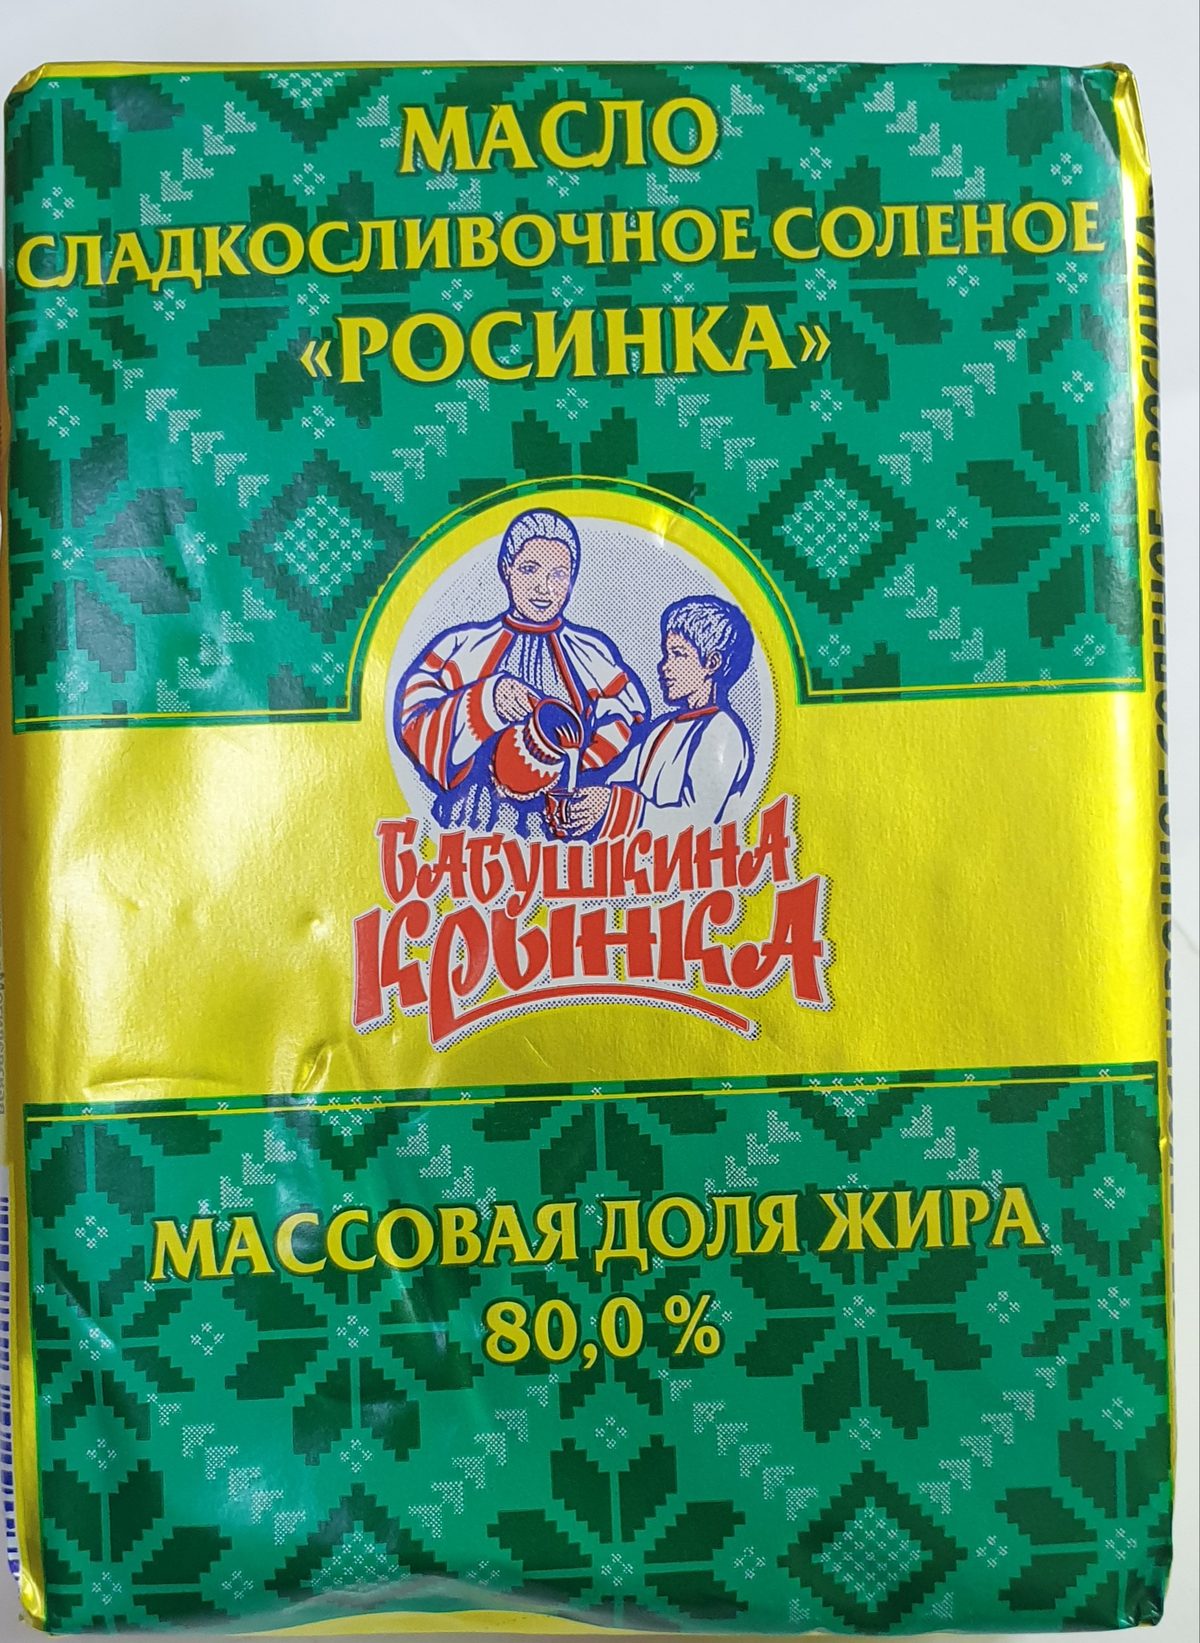 МАСЛО
СЛАДКОСЛИВОЧНОЕ СОЛЕНОЕ
«РОСИНКА»
БАБУШКИНА
КРЫНКА
МАССОВАЯ ДОЛЯ ЖИРА
80,0 %